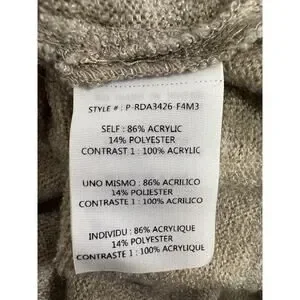 STYLE # : P-RDA3426-F4M3
SELF : 86% ACRYLIC
14% POLYESTER
CONTRAST 1 : 100% ACRYLIC
UNO MISMO : 86% ACRILICO
14% POLIESTER
CONTRASTE 1 : 100% ACRILICO
INDIVIDU : 86% ACRYLIQUE
14% POLYESTER
CONTRASTE 1 : 100% ACRYLIQUE